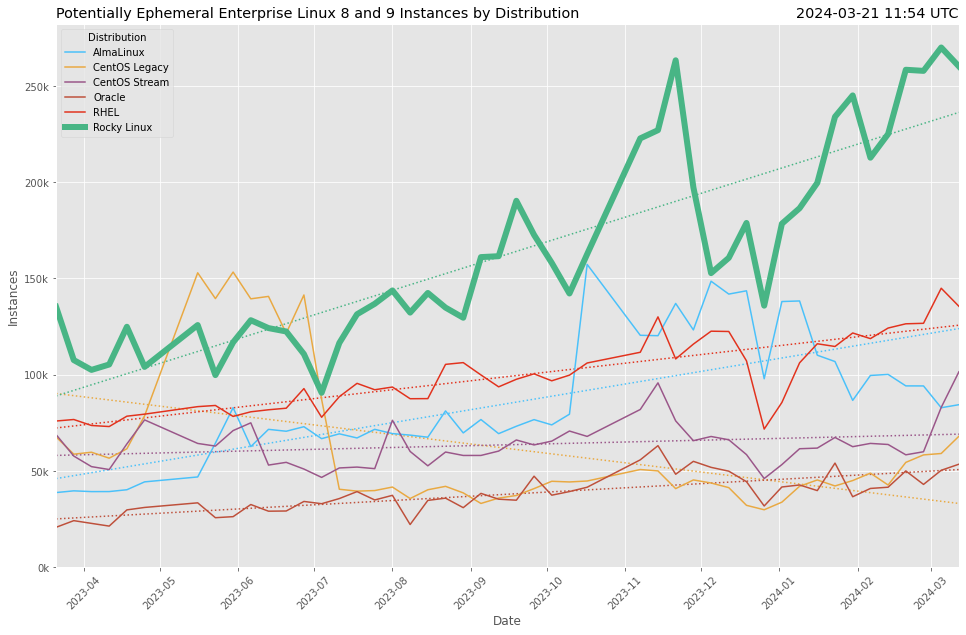 Potentially Ephemeral Enterprise Linux 8 and 9 Instances by Distribution
2024-03-21 11:54 UTC
Distribution
AlmaLinux
CentOS Legacy
CentOS Stream
Oracle
RHEL
Rocky Linux
250k
200k
150k
100k
50k
0k
Instances
2023-04
2023-05
2023-06
2023-07
2023-08
2023-09
2023-10
2023-11
2023-12
2024-01
2024-02
2024-03
Date